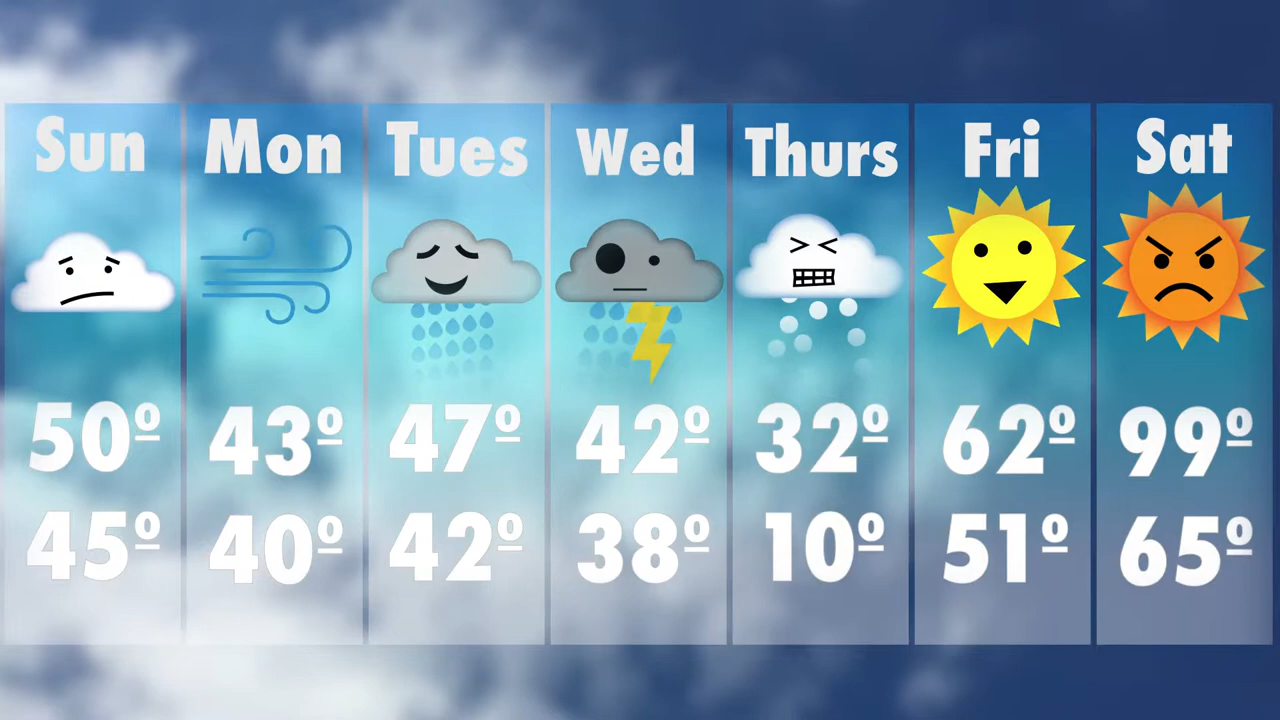 Sun Mon Tues Wed Thurs Fri Sat
50º 43º 47º 42º 32º 62º 99º
45º 40º 42º 38º 10º 51º 65º